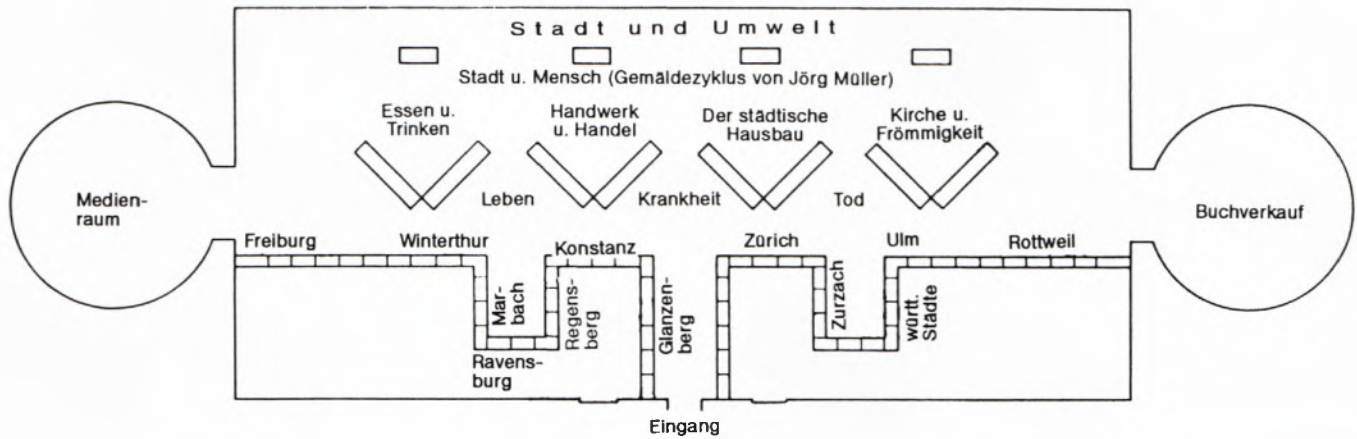 Stadt und Umwelt
Stadt u. Mensch (Gemäldezyklus von Jörg Müller)
Essen u.
Trinken
Handwerk
u. Handel
Der städtische
Hausbau
Kirche u.
Frömmigkeit
Medien-
raum
Leben
Krankheit
Tod
Buchverkauf
Freiburg
Winterthur
Konstanz
Zürich
Ulm
Rottweil
Mar-
bach
Regens-
berg
Glanzen-
berg
Zurzach
württ.
Städte
Ravens-
burg
Eingang